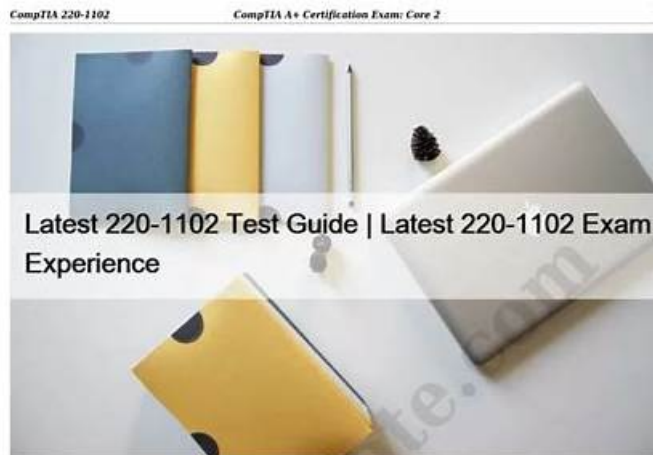 CompTIA 220-1102 CompTIA A+ Certification Exam: Core 2
Latest 220-1102 Test Guide | Latest 220-1102 Exam
Experience